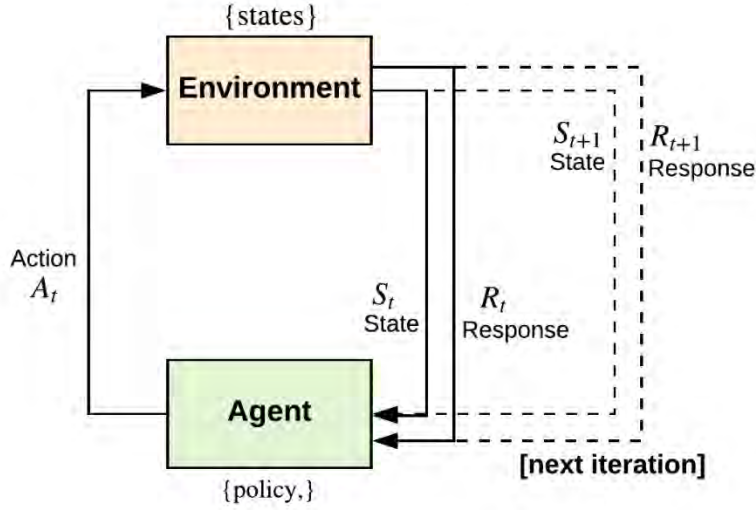 {states}
Environment
S_{t+1}
State
R_{t+1}
Response
Action
A_t
S_t
State
R_t
Response
Agent
[next iteration]
{policy,}